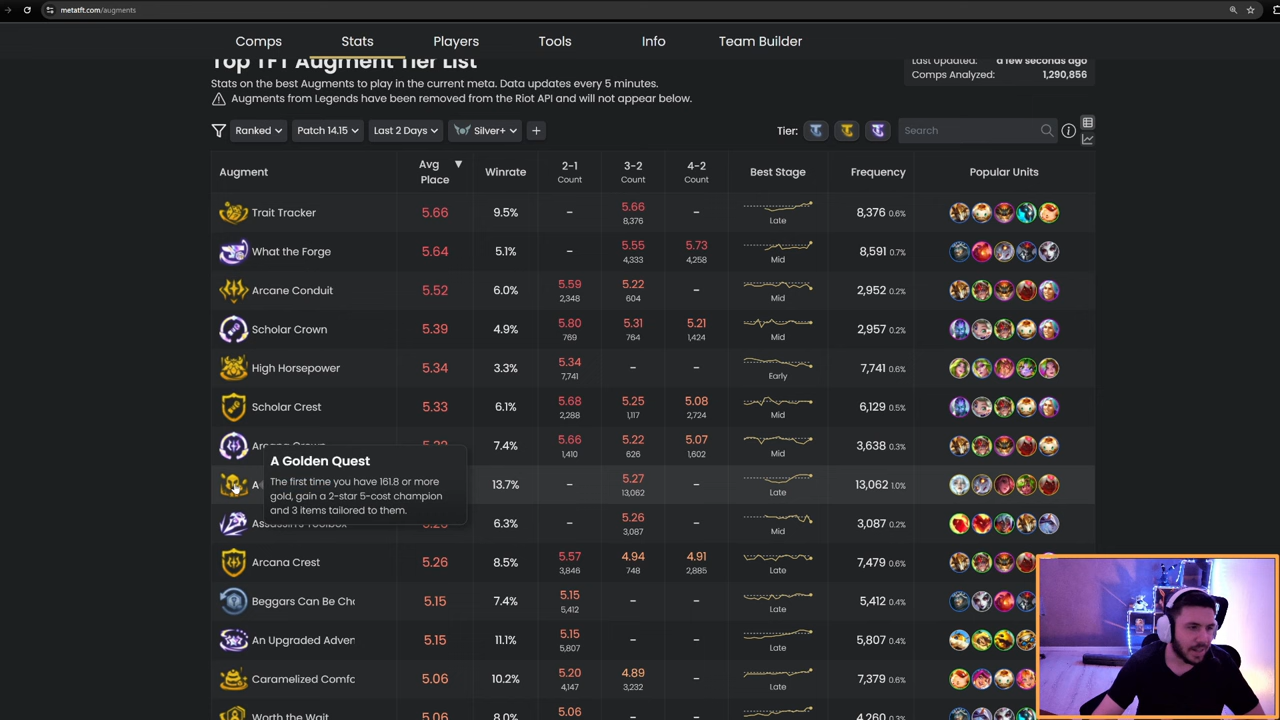 metatft.com/augments
Comps Stats Players Tools Info Team Builder
Top TFT Augment Tier List
Last Updated: a few seconds ago
Stats on the best Augments to play in the current meta. Data updates every 5 minutes.
Comps Analyzed: 1,290,856
Augments from Legends have been removed from the Riot API and will not appear below.
Ranked Patch 14.15 Last 2 Days Silver+ + Tier: Search
Augment Avg Place Winrate 2-1 Count 3-2 Count 4-2 Count Best Stage Frequency Popular Units
Trait Tracker 5.66 9.5% – 5.66 8,376 – Late 8,376 0.6%
What the Forge 5.64 5.1% – 5.55 4,333 5.73 4,258 Mid 8,591 0.7%
Arcane Conduit 5.52 6.0% 5.59 2,348 5.22 604 – Mid 2,952 0.2%
Scholar Crown 5.39 4.9% 5.80 769 5.31 764 5.21 1,424 Mid 2,957 0.2%
High Horsepower 5.34 3.3% 5.34 7,741 – – Early 7,741 0.6%
Scholar Crest 5.33 6.1% 5.68 2,288 5.25 1,117 5.08 2,724 Mid 6,129 0.5%
7.4% 5.66 1,410 5.22 626 5.07 1,602 Mid 3,638 0.3%
A Golden Quest
The first time you have 161.8 or more
gold, gain a 2-star 5-cost champion
and 3 items tailored to them.
A 13.7% – 5.27 13,062 – Late 13,062 1.0%
6.3% – 5.26 3,087 – Mid 3,087 0.2%
Arcana Crest 5.26 8.5% 5.57 3,846 4.94 748 4.91 2,885 Late 7,479 0.6%
Beggars Can Be Cho 5.15 7.4% 5.15 5,412 – – Late 5,412 0.4%
An Upgraded Adven 5.15 11.1% 5.15 5,807 – – Late 5,807 0.4%
Caramelized Comfo 5.06 10.2% 5.20 4,147 4.89 3,232 – Late 7,379 0.6%
Worth the Wait 5.06 8.0% 5.06 – – 4,260 0.3%